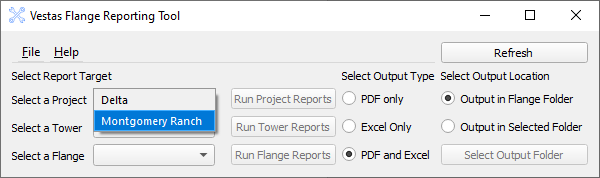 Vestas Flange Reporting Tool
File Help
Refresh
Select Report Target
Select Output Type
Select Output Location
Select a Project
Delta
Run Project Reports
PDF only
Output in Flange Folder
Montgomery Ranch
Select a Tower
Run Tower Reports
Excel Only
Output in Selected Folder
Select a Flange
Run Flange Reports
PDF and Excel
Select Output Folder